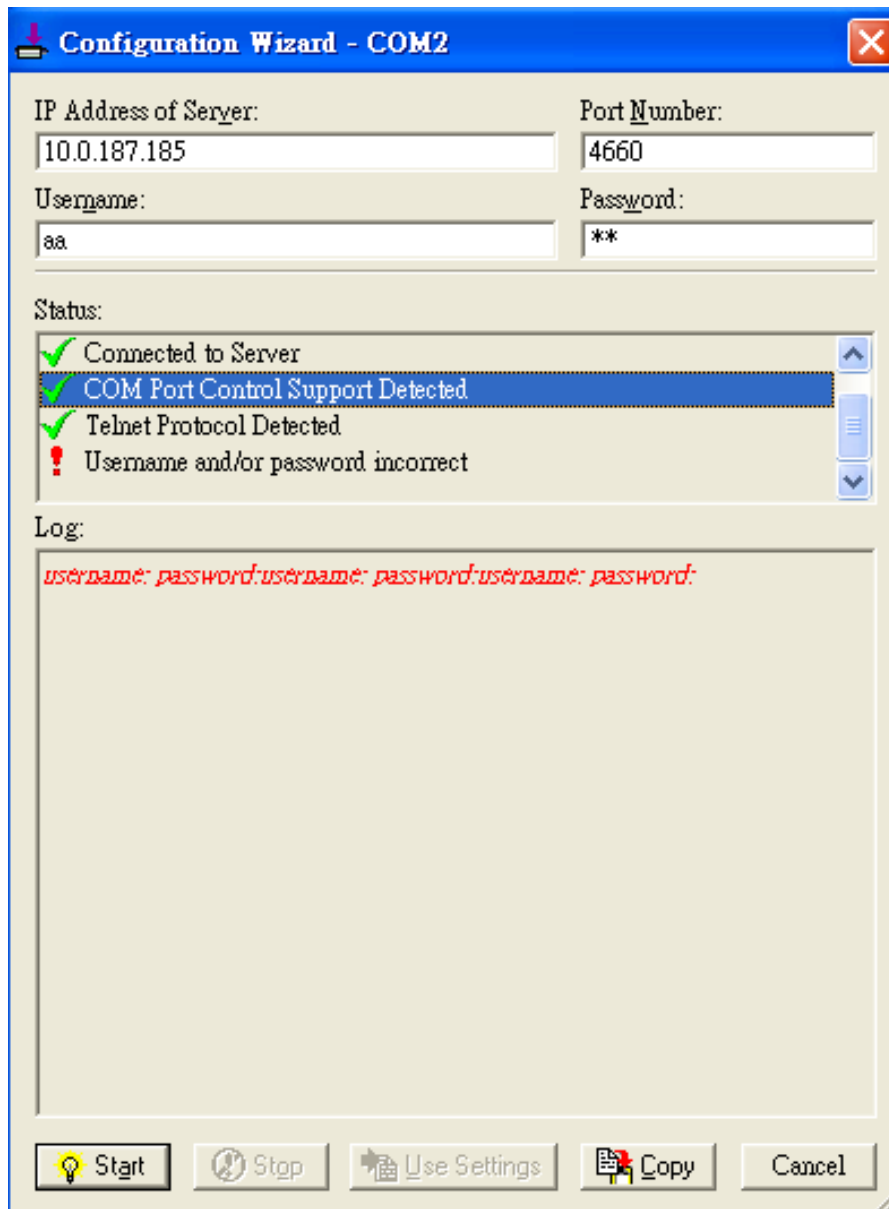 Configuration Wizard - COM2
IP Address of Server: Port Number:
10.0.187.185 4660
Username: Password:
aa **
Status:
Connected to Server
COM Port Control Support Detected
Telnet Protocol Detected
Username and/or password incorrect
Log:
username: password:username: password:username: password:
Start Stop Use Settings Copy Cancel